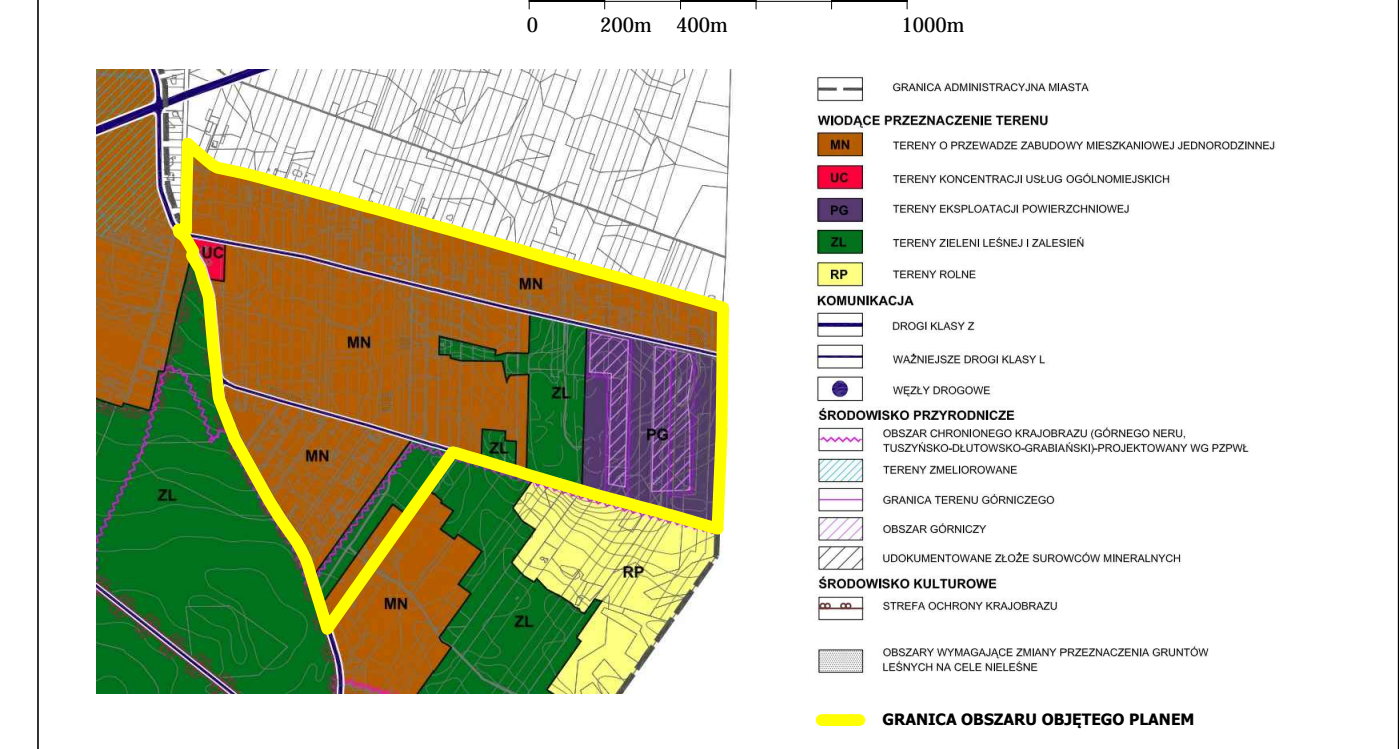 0 200m 400m 1000m
GRANICA ADMINISTRACYJNA MIASTA
WIODĄCE PRZEZNACZENIE TERENU
MN TERENY O PRZEWADZE ZABUDOWY MIESZKANIOWEJ JEDNORODZINNEJ
UC TERENY KONCENTRACJI USŁUG OGÓLNOMIEJSKICH
PG TERENY EKSPLOATACJI POWIERZCHNIOWEJ
ZL TERENY ZIELENI LEŚNEJ I ZALESIEŃ
RP TERENY ROLNE
KOMUNIKACJA
DROGI KLASY Z
WAŻNIEJSZE DROGI KLASY L
WĘZŁY DROGOWE
ŚRODOWISKO PRZYRODNICZE
OBSZAR CHRONIONEGO KRAJOBRAZU (GÓRNEGO NERU,
TUSZYŃSKO-DŁUTOWSKO-GRABIAŃSKI)-PROJEKTOWANY WG PZPWŁ
TERENY ZMELIOROWANE
GRANICA TERENU GÓRNICZEGO
OBSZAR GÓRNICZY
UDOKUMENTOWANE ZŁOŻE SUROWCÓW MINERALNYCH
ŚRODOWISKO KULTUROWE
STREFA OCHRONY KRAJOBRAZU
OBSZARY WYMAGAJĄCE ZMIANY PRZEZNACZENIA GRUNTÓW
LEŚNYCH NA CELE NIELEŚNE
GRANICA OBSZARU OBJĘTEGO PLANEM
UC
MN
MN
ZL
PG
ZL
MN
ZL
RP
MN
ZL